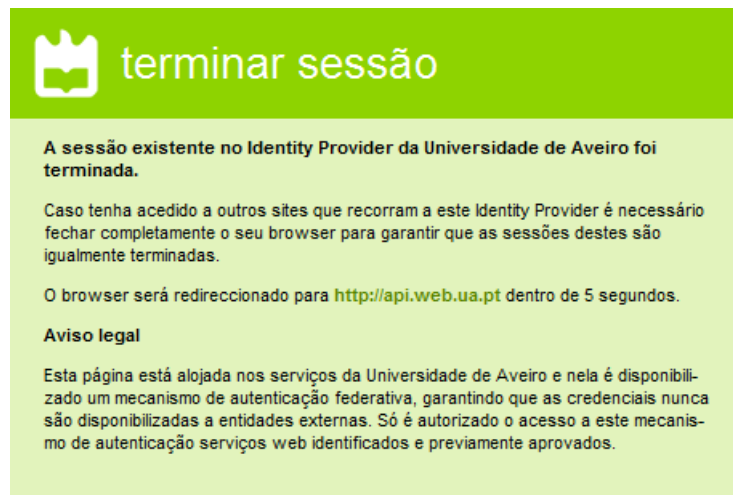 terminar sessão
A sessão existente no Identity Provider da Universidade de Aveiro foi
terminada.
Caso tenha acedido a outros sites que recorram a este Identity Provider é necessário
fechar completamente o seu browser para garantir que as sessões destes são
igualmente terminadas.
O browser será redireccionado para http://api.web.ua.pt dentro de 5 segundos.
Aviso legal
Esta página está alojada nos serviços da Universidade de Aveiro e nela é disponibili-
zado um mecanismo de autenticação federativa, garantindo que as credenciais nunca
são disponibilizadas a entidades externas. Só é autorizado o acesso a este mecanis-
mo de autenticação serviços web identificados e previamente aprovados.